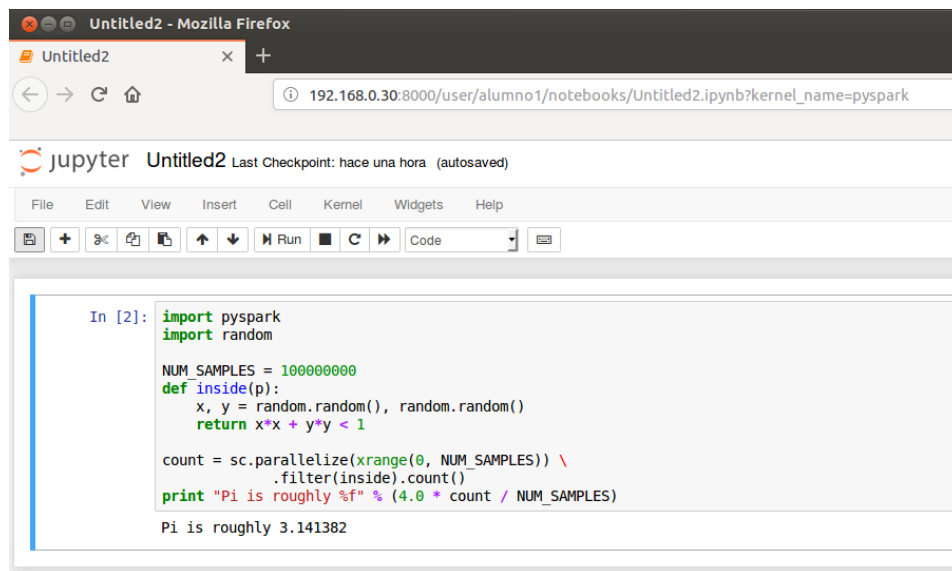 Untitled2 - Mozilla Firefox
Untitled2
192.168.0.30:8000/user/alumno1/notebooks/Untitled2.ipynb?kernel_name=pyspark
jupyter Untitled2 Last Checkpoint: hace una hora (autosaved)
File Edit View Insert Cell Kernel Widgets Help
Run Code
In [2]: import pyspark
import random
NUM_SAMPLES = 100000000
def inside(p):
    x, y = random.random(), random.random()
    return x*x + y*y < 1
count = sc.parallelize(xrange(0, NUM_SAMPLES)) \
             .filter(inside).count()
print "Pi is roughly %f" % (4.0 * count / NUM_SAMPLES)
Pi is roughly 3.141382